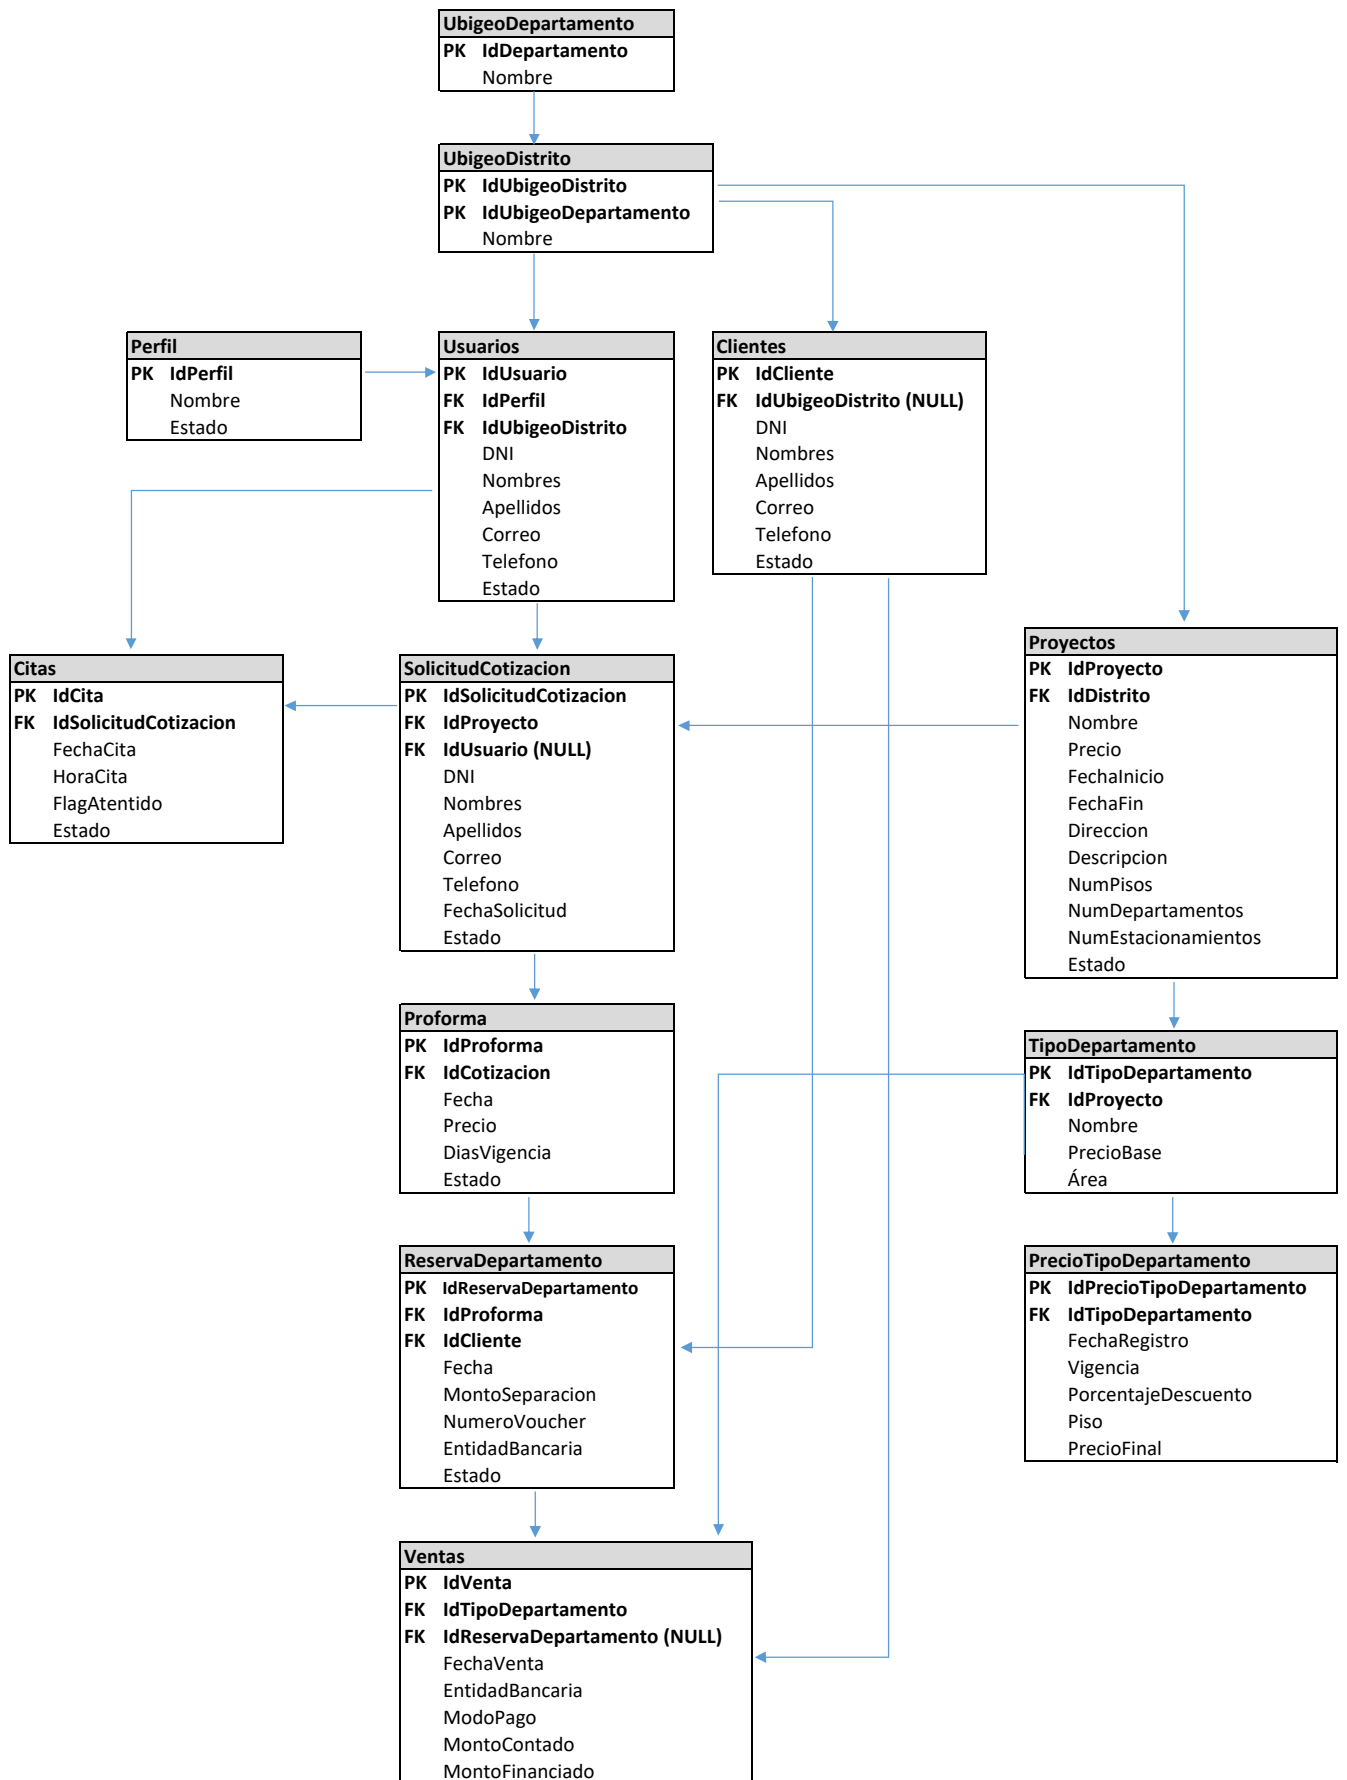 UbigeoDepartamento
PK IdDepartamento
Nombre
UbigeoDistrito
PK IdUbigeoDistrito
PK IdUbigeoDepartamento
Nombre
Perfil
PK IdPerfil
Nombre
Estado
Usuarios
PK IdUsuario
FK IdPerfil
FK IdUbigeoDistrito
DNI
Nombres
Apellidos
Correo
Telefono
Estado
Clientes
PK IdCliente
FK IdUbigeoDistrito (NULL)
DNI
Nombres
Apellidos
Correo
Telefono
Estado
Citas
PK IdCita
FK IdSolicitudCotizacion
FechaCita
HoraCita
FlagAtentido
Estado
SolicitudCotizacion
PK IdSolicitudCotizacion
FK IdProyecto
FK IdUsuario (NULL)
DNI
Nombres
Apellidos
Correo
Telefono
FechaSolicitud
Estado
Proyectos
PK IdProyecto
FK IdDistrito
Nombre
Precio
FechaInicio
FechaFin
Direccion
Descripcion
NumPisos
NumDepartamentos
NumEstacionamientos
Estado
Proforma
PK IdProforma
FK IdCotizacion
Fecha
Precio
DiasVigencia
Estado
TipoDepartamento
PK IdTipoDepartamento
FK IdProyecto
Nombre
PrecioBase
Área
ReservaDepartamento
PK IdReservaDepartamento
FK IdProforma
FK IdCliente
Fecha
MontoSeparacion
NumeroVoucher
EntidadBancaria
Estado
PrecioTipoDepartamento
PK IdPrecioTipoDepartamento
FK IdTipoDepartamento
FechaRegistro
Vigencia
PorcentajeDescuento
Piso
PrecioFinal
Ventas
PK IdVenta
FK IdTipoDepartamento
FK IdReservaDepartamento (NULL)
FechaVenta
EntidadBancaria
ModoPago
MontoContado
MontoFinanciado